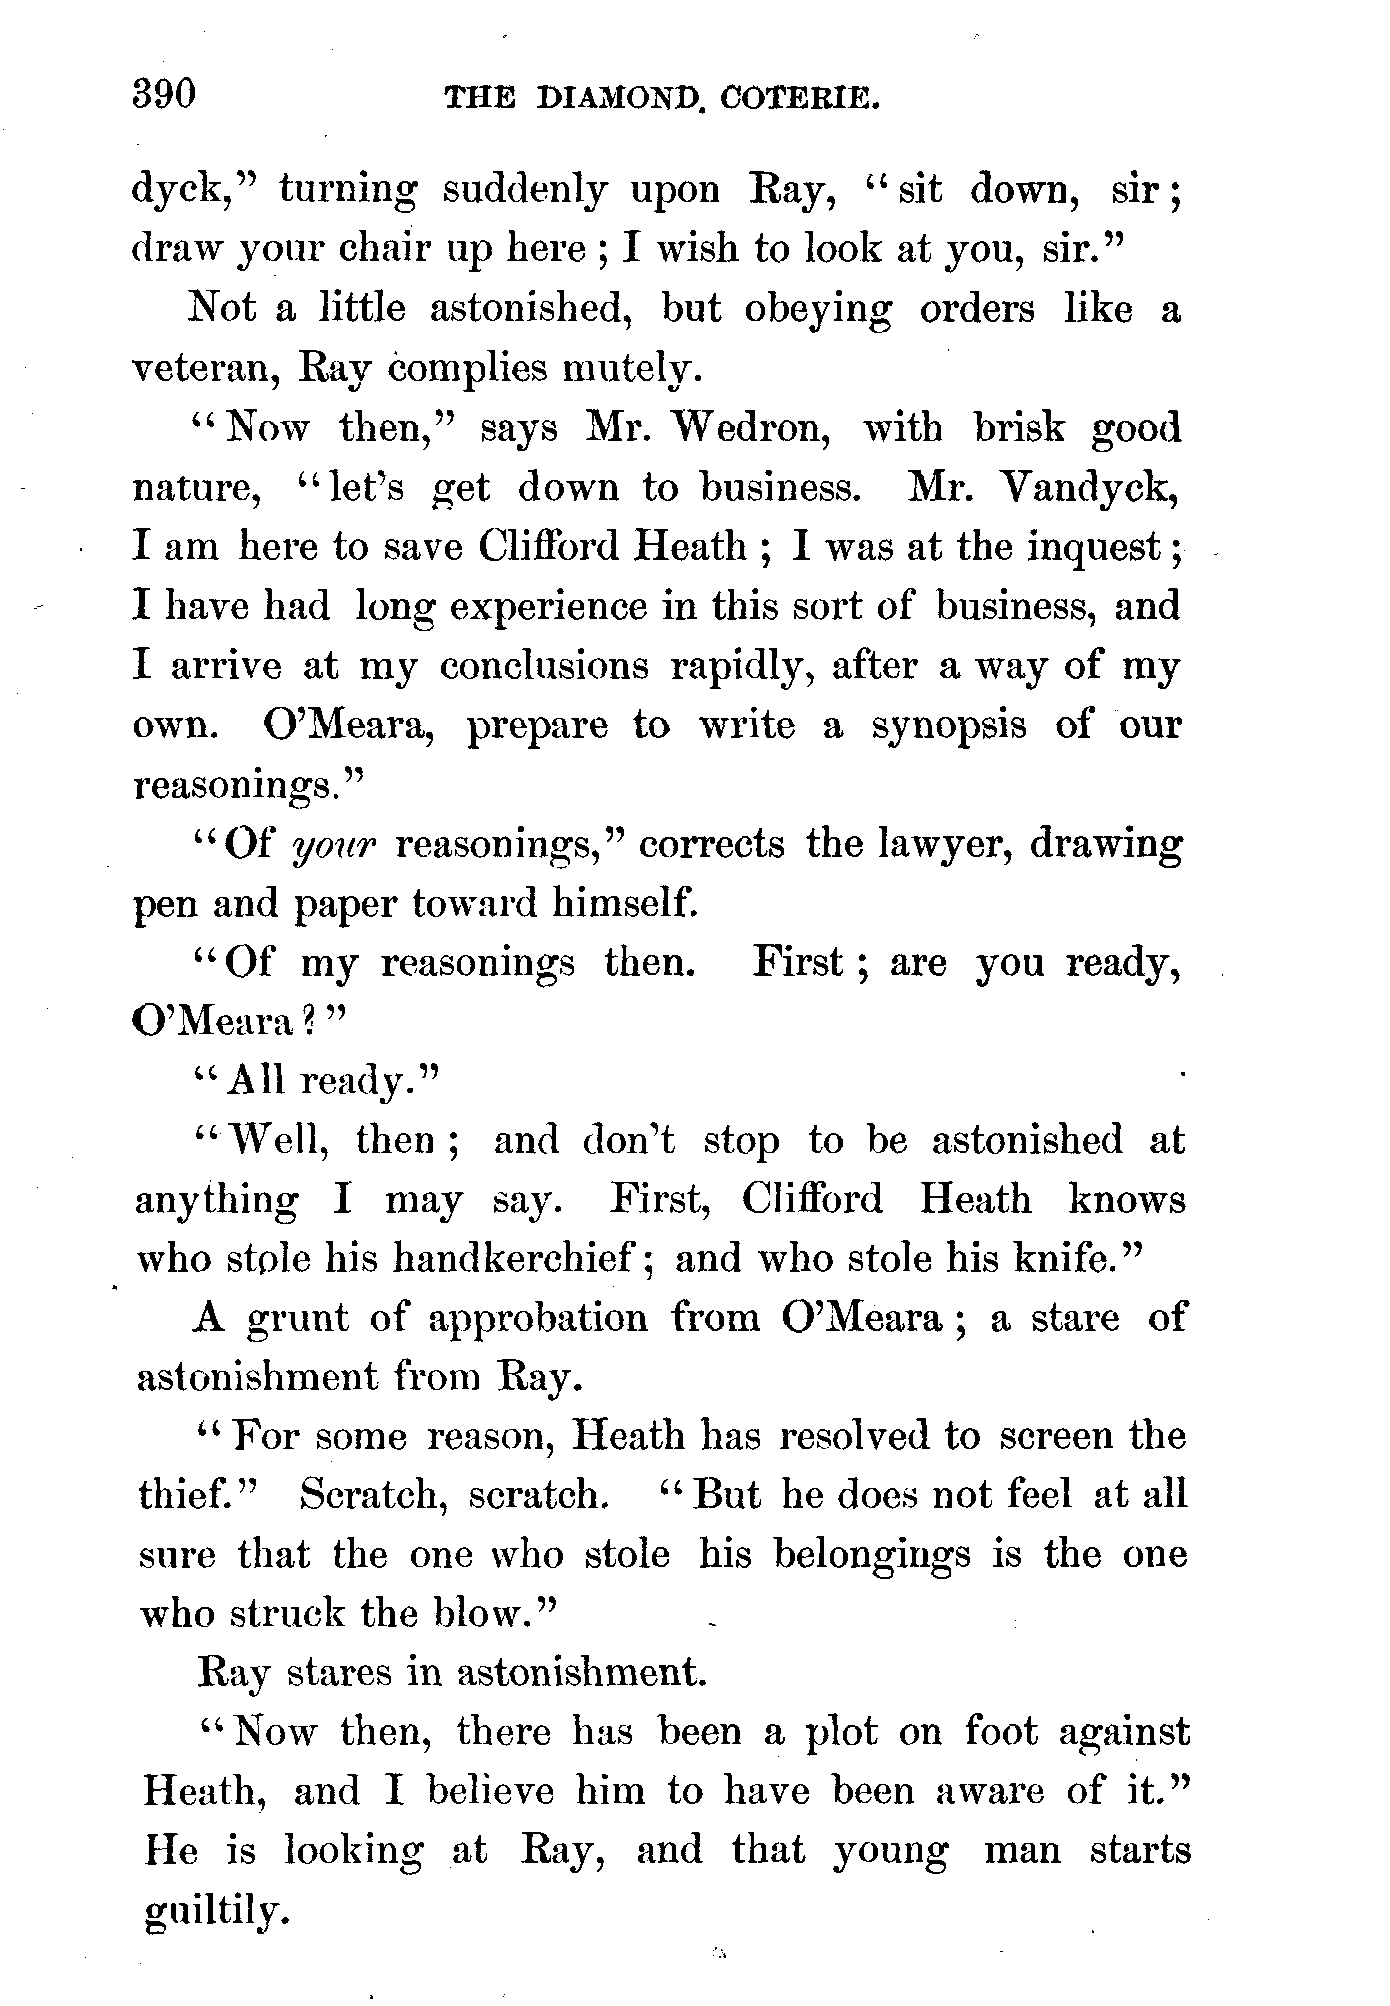 390 THE DIAMOND. COTERIE.
dyck,” turning suddenly upon Ray, “sit down, sir;
draw your chair up here; I wish to look at you, sir.”
Not a little astonished, but obeying orders like a
veteran, Ray complies mutely.
“Now then,” says Mr. Wedron, with brisk good
nature, “let’s get down to business. Mr. Vandyck,
I am here to save Clifford Heath; I was at the inquest;
I have had long experience in this sort of business, and
I arrive at my conclusions rapidly, after a way of my
own. O’Meara, prepare to write a synopsis of our
reasonings.”
“Of your reasonings,” corrects the lawyer, drawing
pen and paper toward himself.
“Of my reasonings then. First; are you ready,
O’Meara?”
“All ready.”
“Well, then; and don’t stop to be astonished at
anything I may say. First, Clifford Heath knows
who stole his handkerchief; and who stole his knife.”
A grunt of approbation from O’Meara; a stare of
astonishment from Ray.
“For some reason, Heath has resolved to screen the
thief.” Scratch, scratch. “But he does not feel at all
sure that the one who stole his belongings is the one
who struck the blow.”
Ray stares in astonishment.
“Now then, there has been a plot on foot against
Heath, and I believe him to have been aware of it.”
He is looking at Ray, and that young man starts
guiltily.